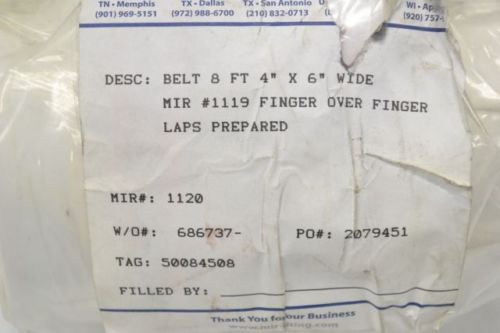 TN • Memphis TX • Dallas TX • San Antonio WI •
(901) 969-5151 (972) 988-6700 (210) 832-0713 (920) 757-
DESC: BELT 8 FT 4" X 6" WIDE
MIR #1119 FINGER OVER FINGER
LAPS PREPARED
MIR#: 1120
W/O#: 686737- PO#: 2079451
TAG: 50084508
FILLED BY:
Thank You for our Business